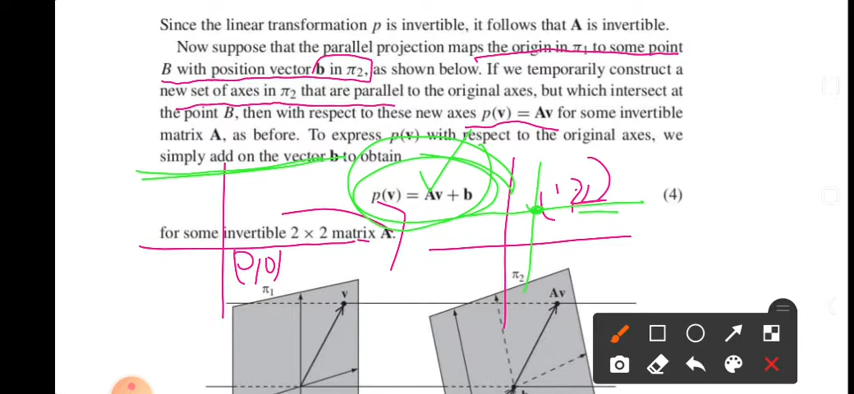 Since the linear transformation p is invertible, it follows that A is invertible.
Now suppose that the parallel projection maps the origin in π₁ to some point
B with position vector b in π₂, as shown below. If we temporarily construct a
new set of axes in π₂ that are parallel to the original axes, but which intersect at
the point B, then with respect to these new axes p(v) = Av for some invertible
matrix A, as before. To express p(v) with respect to the original axes, we
simply add on the vector b to obtain
p(v) = Av + b (4)
for some invertible 2 × 2 matrix A.
(0,0)
π₁
v
π₂
Av